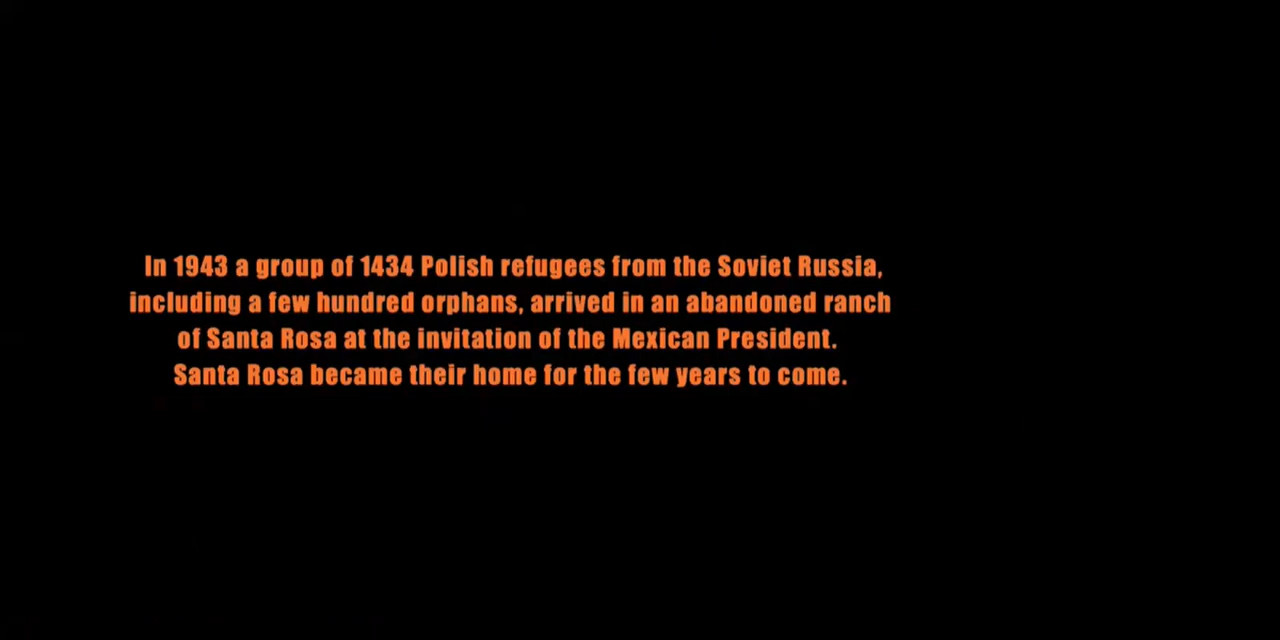 In 1943 a group of 1434 Polish refugees from the Soviet Russia,
including a few hundred orphans, arrived in an abandoned ranch
of Santa Rosa at the invitation of the Mexican President.
Santa Rosa became their home for the few years to come.